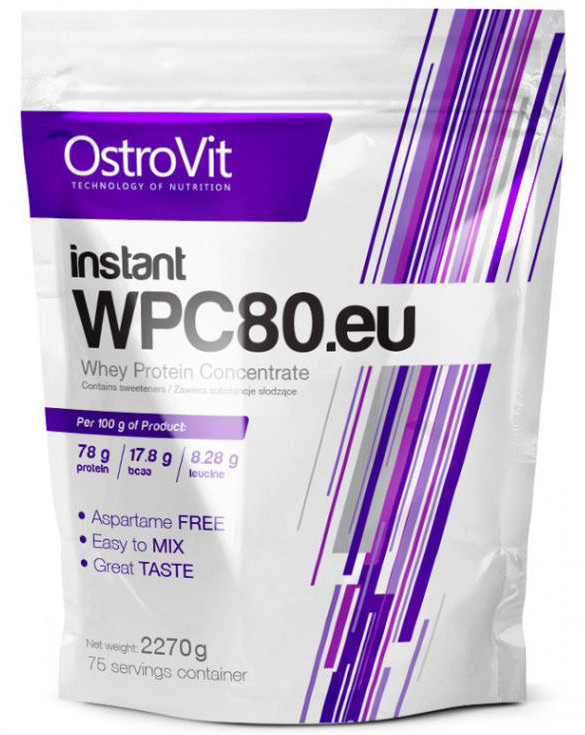 OstroVit
TECHNOLOGY OF NUTRITION
instant
WPC80.eu
Whey Protein Concentrate
Contains sweeteners / Zawiera substancje słodzące
Per 100 g of Product:
78 g 17.8 g 8.28 g
protein bcaa leucine
• Aspartame FREE
• Easy to MIX
• Great TASTE
Net weight: 2270g
75 servings container